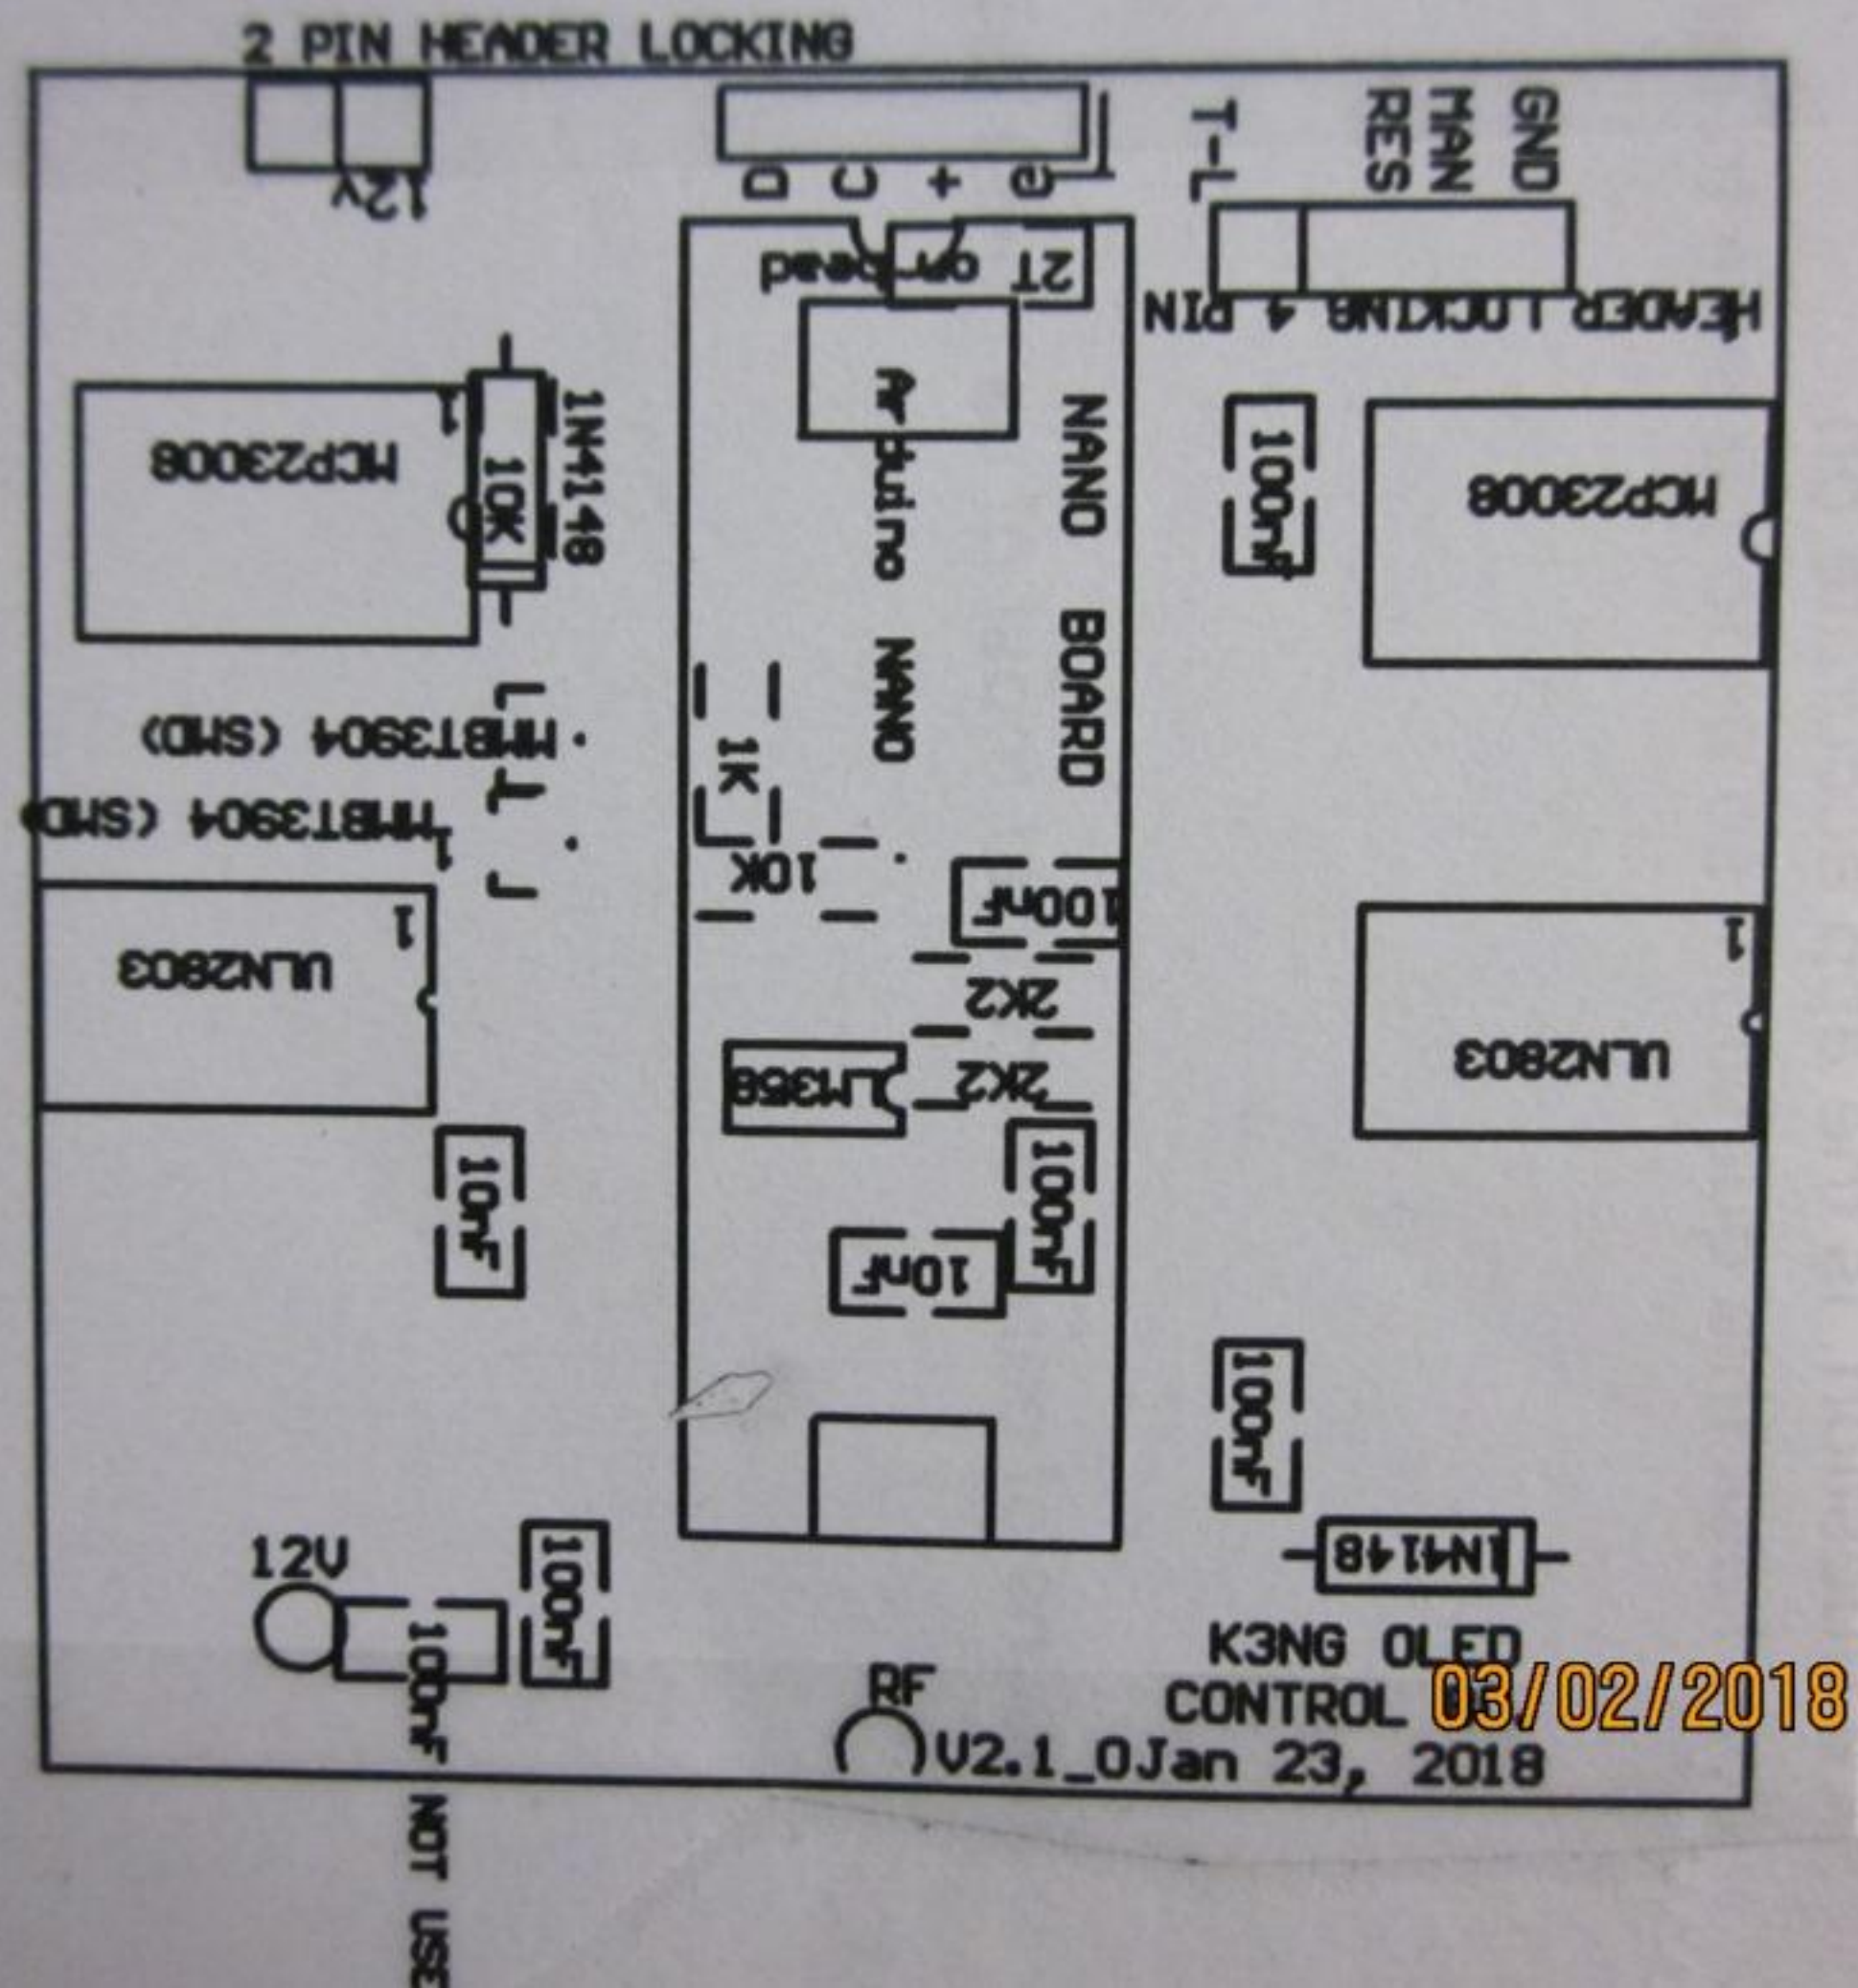 2 PIN HEADER LOCKING
12v
D C + G
T-L
RES
MAN
GND
2T on bead
HEADER LOCKING 4 PIN
Arduino NANO
NANO BOARD
1
MCP23008
10K
1N4148
100nF
MCP23008
MMBT3904 (SMD)
MMBT3904 (SMD)
1
1K
10K
100nF
1
ULN2803
2K2
1
ULN2803
LM358
2K2
10nF
100nF
10nF
100nF
12V
100nF
1N4148
100nF NOT USE
RF
K3NG OLED
CONTROL
V2.1_0Jan 23, 2018
03/02/2018